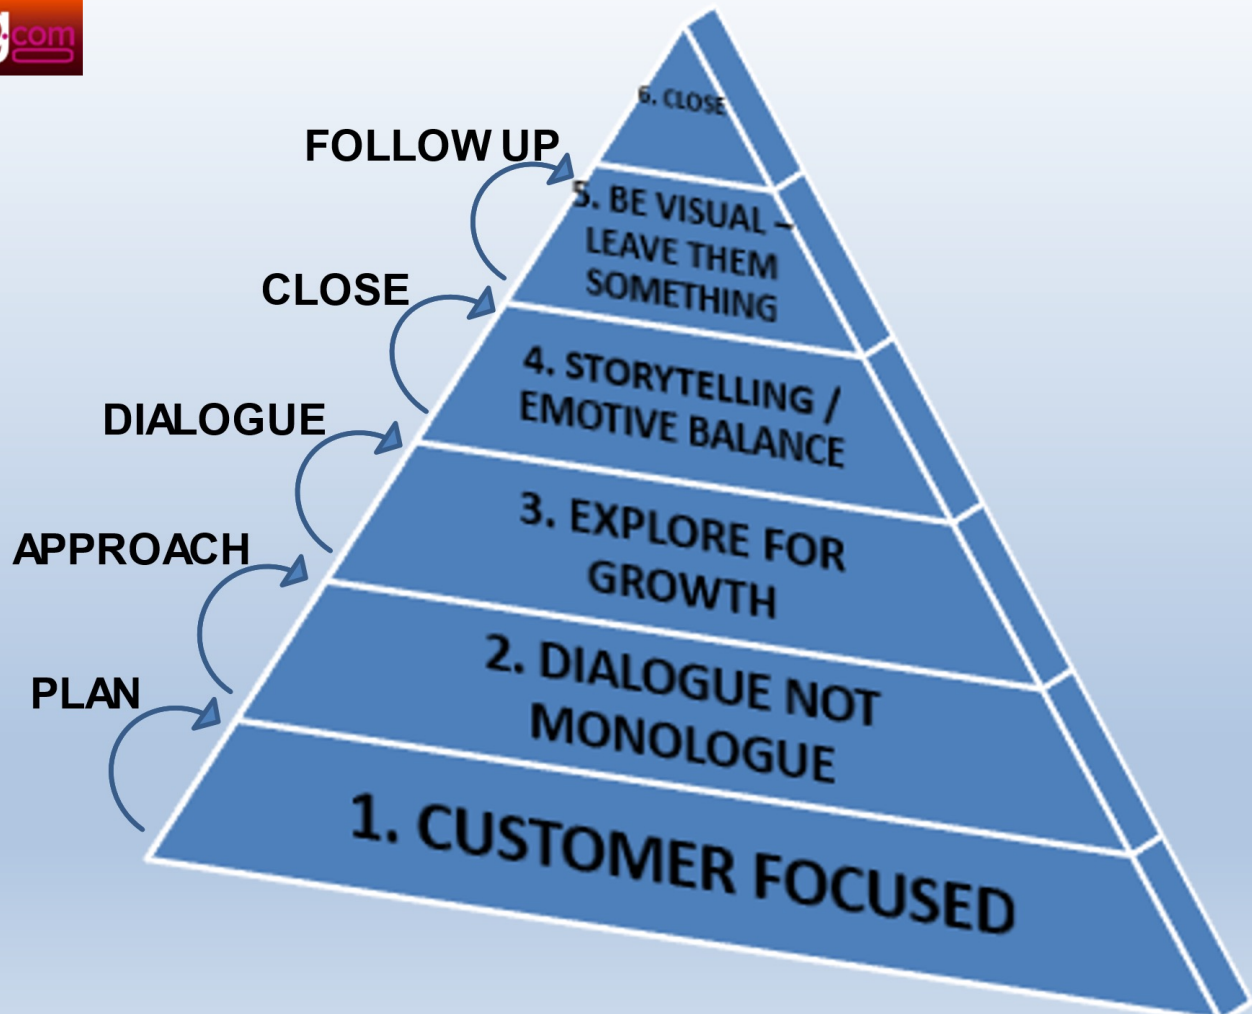 g.com
6. CLOSE
FOLLOW UP
5. BE VISUAL –
LEAVE THEM
SOMETHING
CLOSE
4. STORYTELLING /
EMOTIVE BALANCE
DIALOGUE
3. EXPLORE FOR
GROWTH
APPROACH
2. DIALOGUE NOT
MONOLOGUE
PLAN
1. CUSTOMER FOCUSED